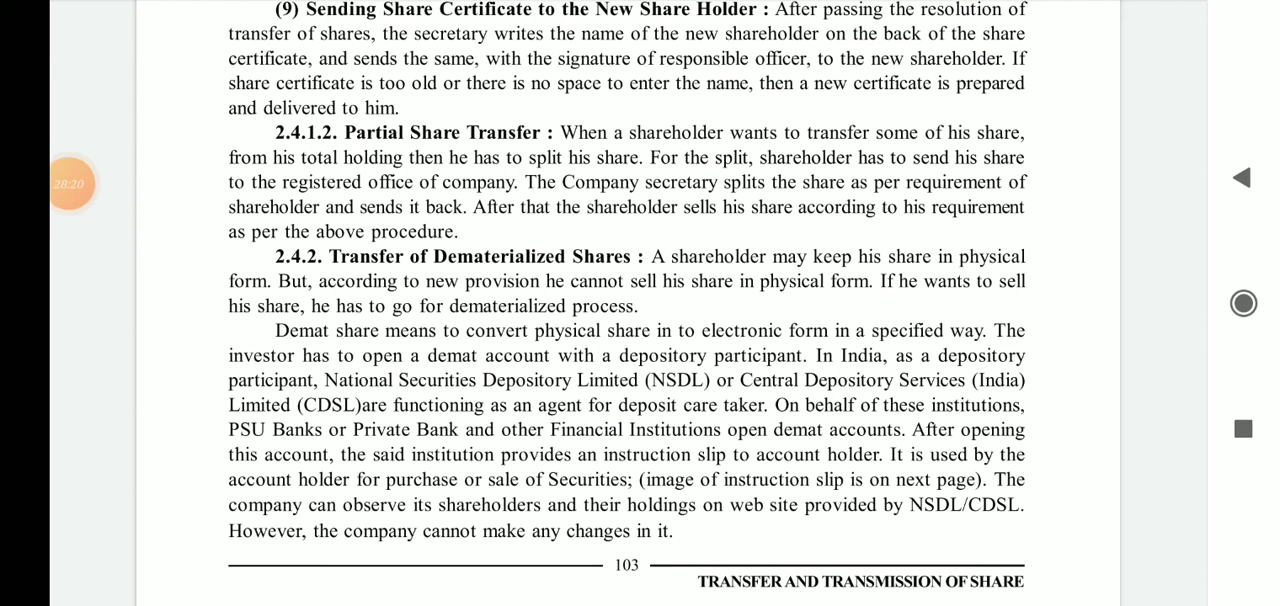 (9) Sending Share Certificate to the New Share Holder : After passing the resolution of
transfer of shares, the secretary writes the name of the new shareholder on the back of the share
certificate, and sends the same, with the signature of responsible officer, to the new shareholder. If
share certificate is too old or there is no space to enter the name, then a new certificate is prepared
and delivered to him.
2.4.1.2. Partial Share Transfer : When a shareholder wants to transfer some of his share,
from his total holding then he has to split his share. For the split, shareholder has to send his share
to the registered office of company. The Company secretary splits the share as per requirement of
shareholder and sends it back. After that the shareholder sells his share according to his requirement
as per the above procedure.
28:20
2.4.2. Transfer of Dematerialized Shares : A shareholder may keep his share in physical
form. But, according to new provision he cannot sell his share in physical form. If he wants to sell
his share, he has to go for dematerialized process.
Demat share means to convert physical share in to electronic form in a specified way. The
investor has to open a demat account with a depository participant. In India, as a depository
participant, National Securities Depository Limited (NSDL) or Central Depository Services (India)
Limited (CDSL)are functioning as an agent for deposit care taker. On behalf of these institutions,
PSU Banks or Private Bank and other Financial Institutions open demat accounts. After opening
this account, the said institution provides an instruction slip to account holder. It is used by the
account holder for purchase or sale of Securities; (image of instruction slip is on next page). The
company can observe its shareholders and their holdings on web site provided by NSDL/CDSL.
However, the company cannot make any changes in it.
103
TRANSFER AND TRANSMISSION OF SHARE